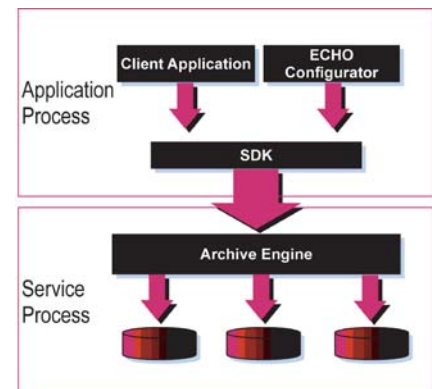 Client Application
ECHO
Configurator
Application
Process
SDK
Archive Engine
Service
Process